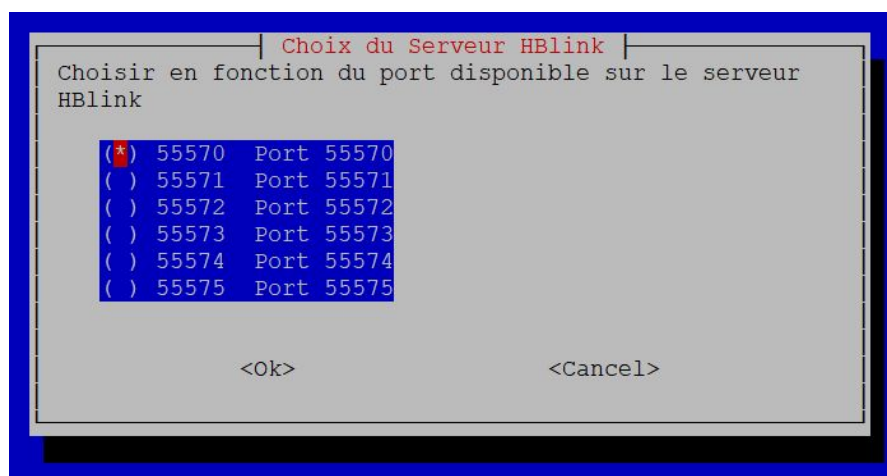 Choix du Serveur HBlink
Choisir en fonction du port disponible sur le serveur
HBlink
(*) 55570 Port 55570
( ) 55571 Port 55571
( ) 55572 Port 55572
( ) 55573 Port 55573
( ) 55574 Port 55574
( ) 55575 Port 55575
<Ok> <Cancel>